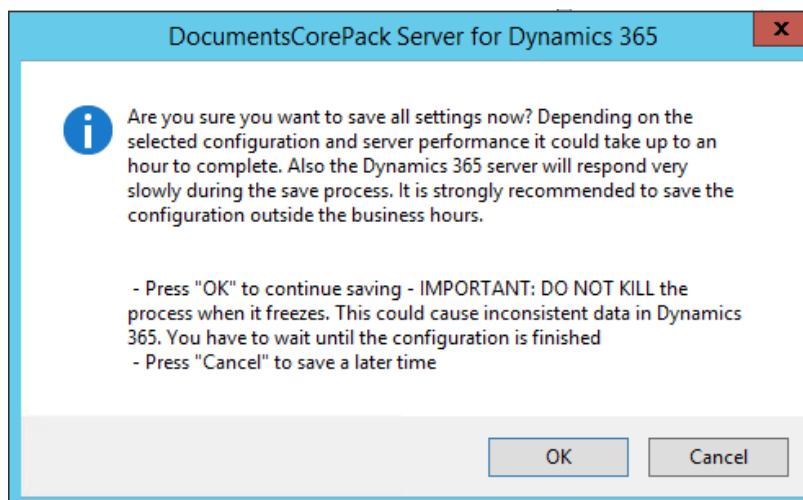 DocumentsCorePack Server for Dynamics 365
x
i
Are you sure you want to save all settings now? Depending on the
selected configuration and server performance it could take up to an
hour to complete. Also the Dynamics 365 server will respond very
slowly during the save process. It is strongly recommended to save the
configuration outside the business hours.
- Press "OK" to continue saving - IMPORTANT: DO NOT KILL the
process when it freezes. This could cause inconsistent data in Dynamics
365. You have to wait until the configuration is finished
- Press "Cancel" to save a later time
OK
Cancel